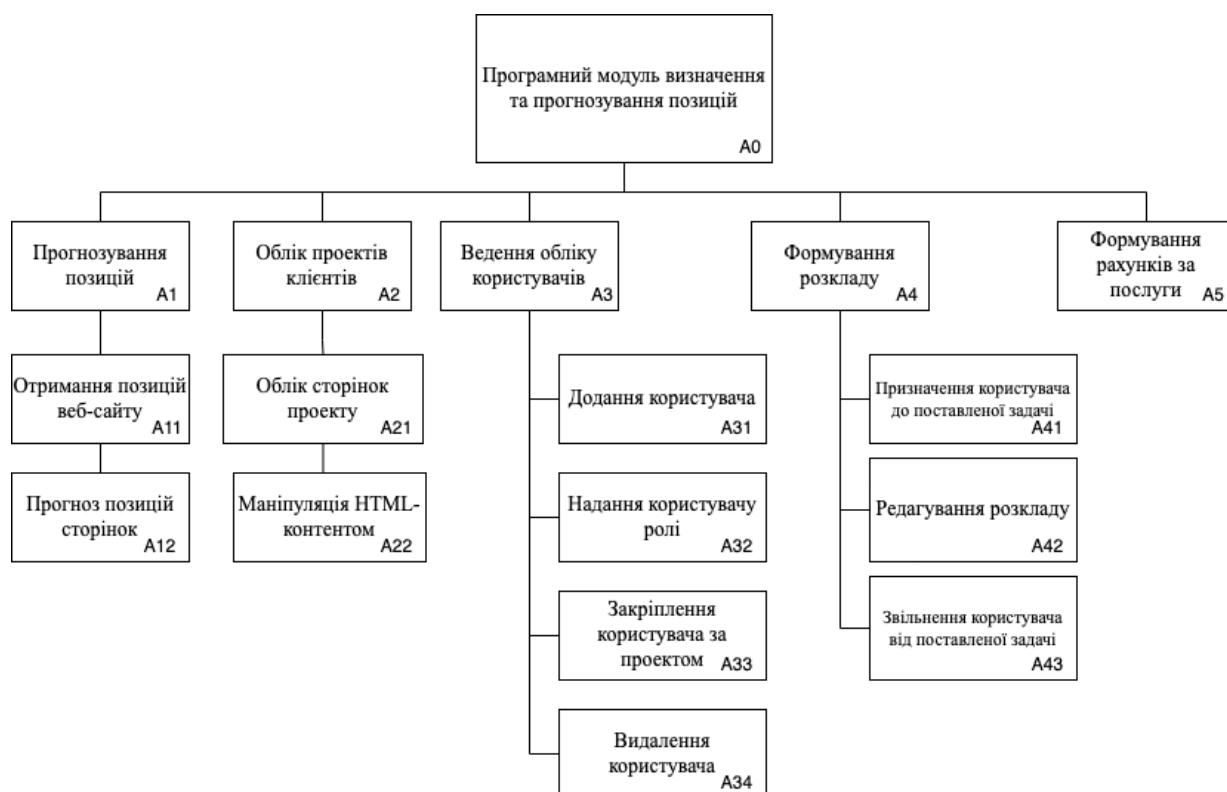 Програмний модуль визначення
та прогнозування позицій
A0
Прогнозування
позицій
A1
Облік проектів
клієнтів
A2
Ведення обліку
користувачів
A3
Формування
розкладу
A4
Формування
рахунків за
послуги
A5
Отримання позицій
веб-сайту
A11
Прогноз позицій
сторінок
A12
Облік сторінок
проекту
A21
Маніпуляція HTML-
контентом
A22
Додання користувача
A31
Надання користувачу
ролі
A32
Закріплення
користувача за
проектом
A33
Видалення
користувача
A34
Призначення користувача
до поставленої задачі
A41
Редагування розкладу
A42
Звільнення користувача
від поставленої задачі
A43